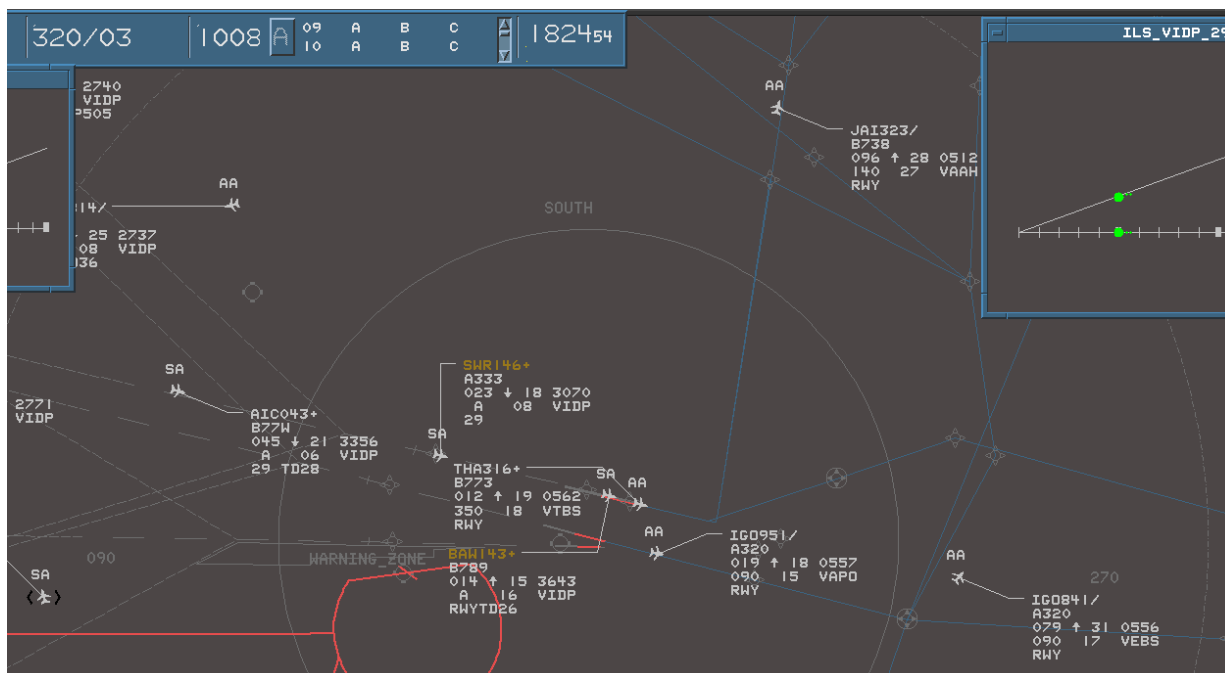 320/03
1008 A
09 A B C
10 A B C
182454
ILS_VIDP_29
2740
VIDP
P505
AA
JAI323/
B738
096 ↑ 28 0512
140 27 VAAH
RWY
AA
14/
25 2737
08 VIDP
036
SOUTH
SA
AIC043+
B77W
045 ↓ 21 3356
A 06 VIDP
29 TD28
2771
VIDP
SWR146+
A333
023 ↓ 18 3070
A 08 VIDP
29
SA
THA316+
B773
012 ↑ 19 0562
350 18 VTBS
RWY
SA
AA
BAW143+
B789
014 ↑ 15 3643
A 16 VIDP
RWYTD26
AA
IGO951/
A320
019 ↑ 18 0557
090 15 VAPO
RWY
090
WARNING_ZONE
SA
AA
270
IGO841/
A320
079 ↑ 31 0556
090 17 VEBS
RWY